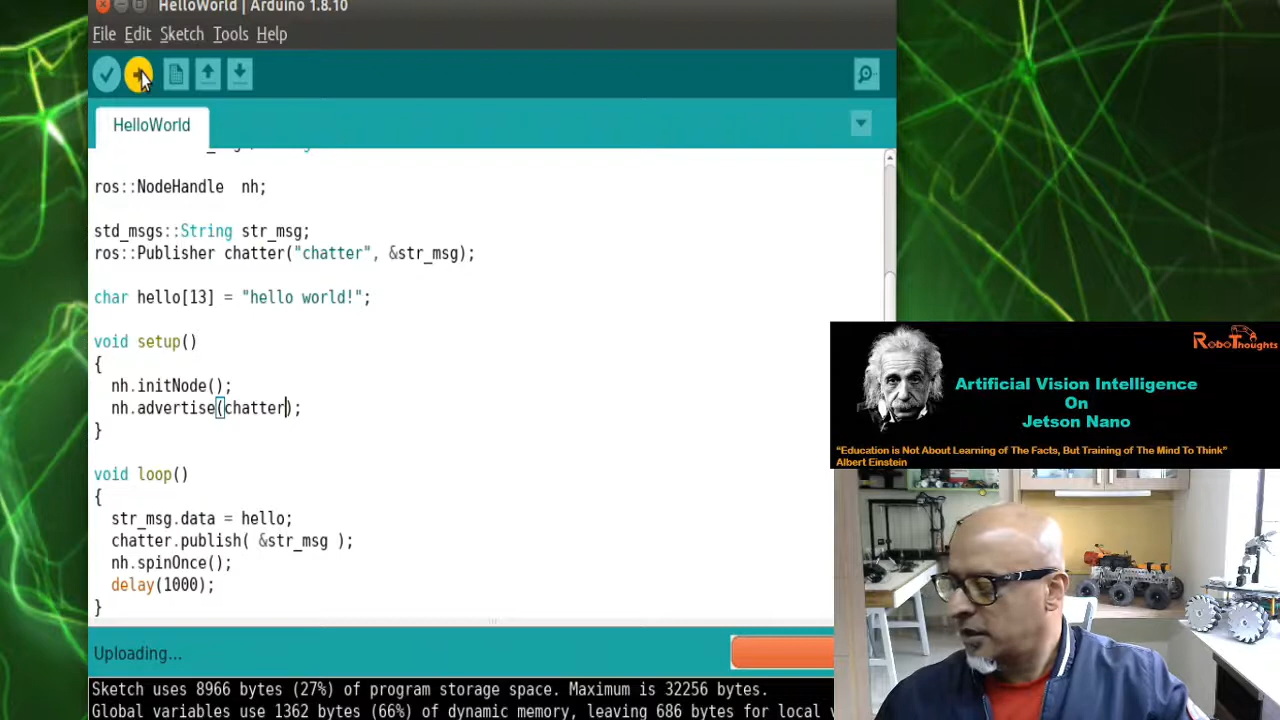 HelloWorld | Arduino 1.8.10
File Edit Sketch Tools Help
HelloWorld
ros::NodeHandle  nh;
std_msgs::String str_msg;
ros::Publisher chatter("chatter", &str_msg);
char hello[13] = "hello world!";
void setup()
{
  nh.initNode();
  nh.advertise(chatter);
}
void loop()
{
  str_msg.data = hello;
  chatter.publish( &str_msg );
  nh.spinOnce();
  delay(1000);
}
RoboThoughts
Artificial Vision Intelligence
On
Jetson Nano
“Education is Not About Learning of The Facts, But Training of The Mind To Think”
Albert Einstein
Uploading...
Sketch uses 8966 bytes (27%) of program storage space. Maximum is 32256 bytes.
Global variables use 1362 bytes (66%) of dynamic memory, leaving 686 bytes for local